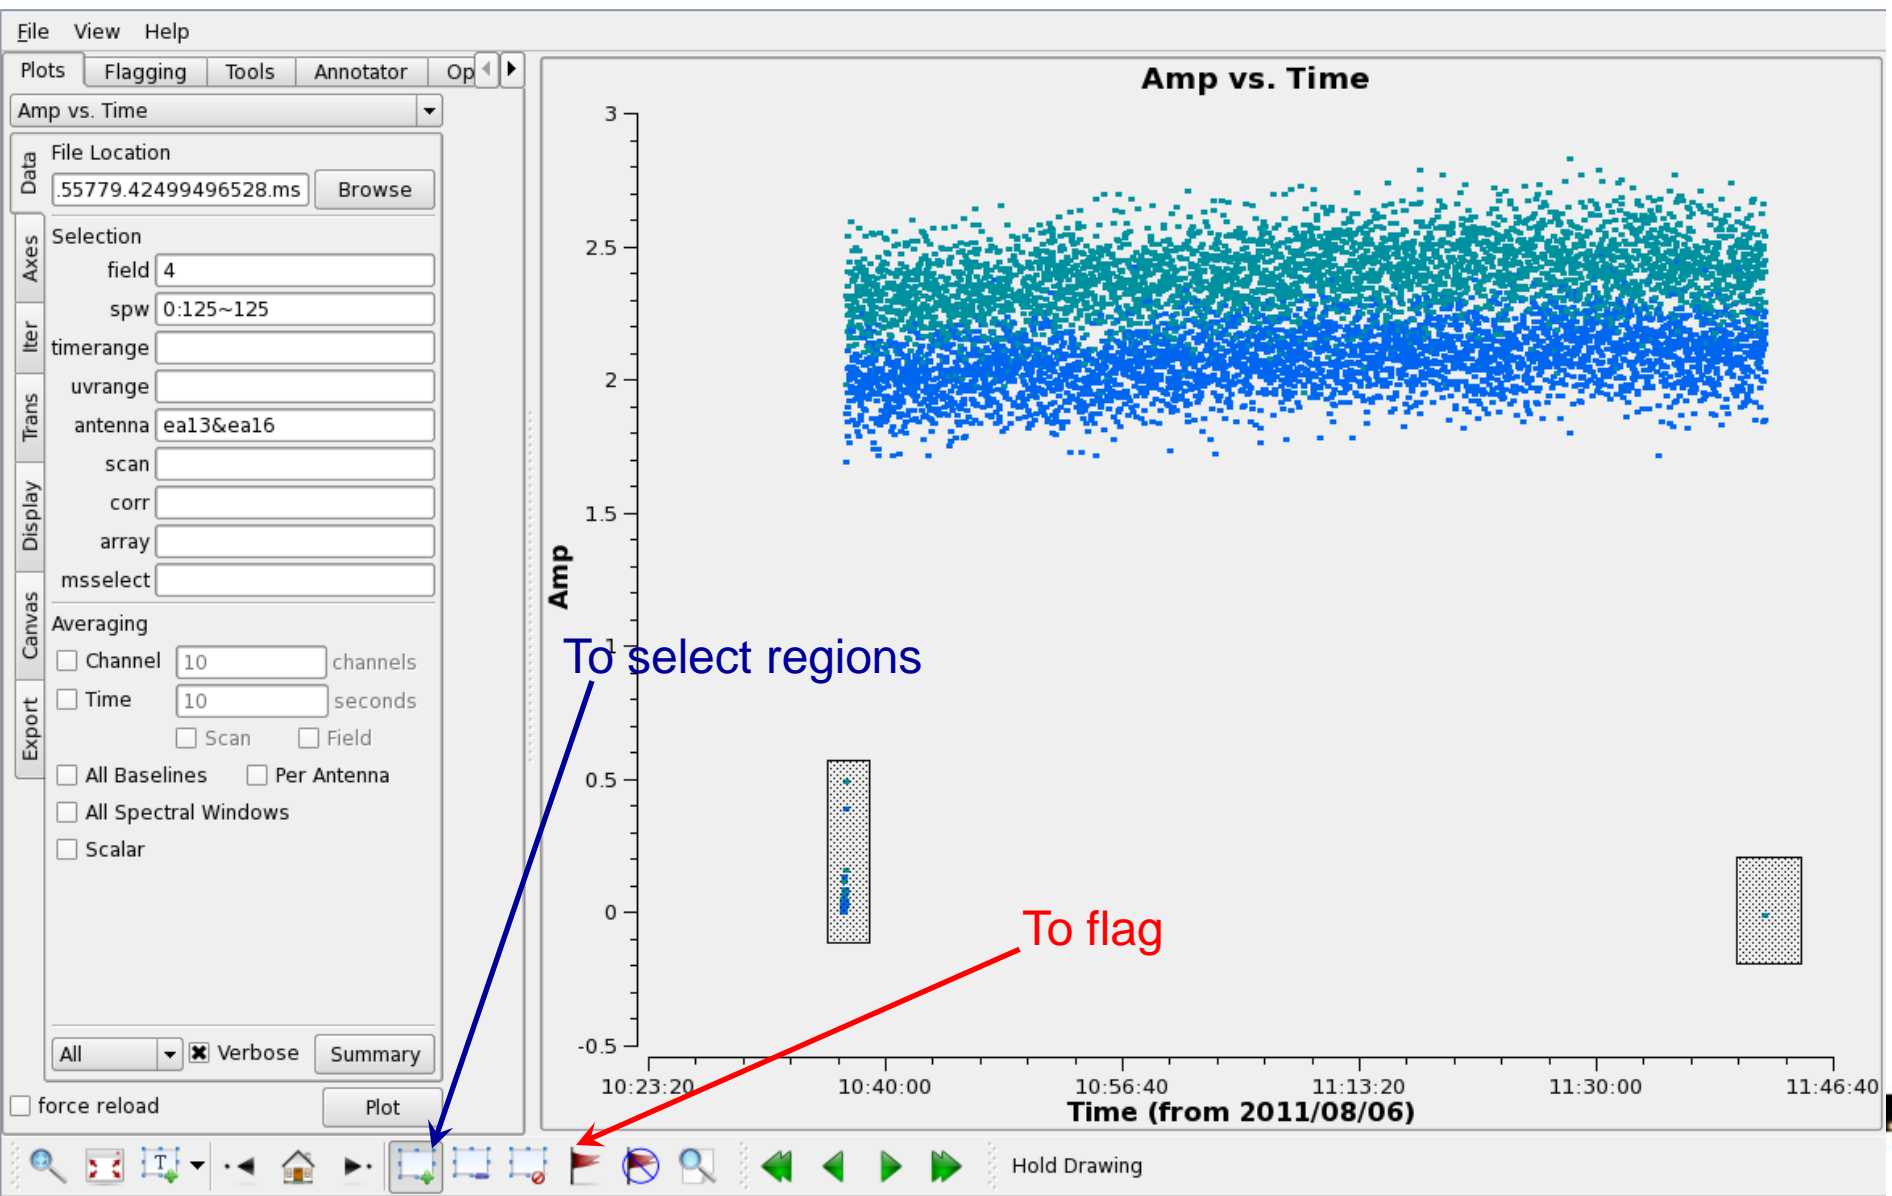 File View Help
Plots Flagging Tools Annotator Op
Amp vs. Time
Data
Axes
Iter
Trans
Display
Canvas
Export
File Location
.55779.42499496528.ms Browse
Selection
field 4
spw 0:125~125
timerange
uvrange
antenna ea13&ea16
scan
corr
array
msselect
Averaging
Channel 10 channels
Time 10 seconds
Scan Field
All Baselines Per Antenna
All Spectral Windows
Scalar
All Verbose Summary
force reload Plot
Amp vs. Time
3
2.5
2
1.5
1
0.5
0
-0.5
Amp
To select regions
To flag
10:23:20 10:40:00 10:56:40 11:13:20 11:30:00 11:46:40
Time (from 2011/08/06)
T
Hold Drawing